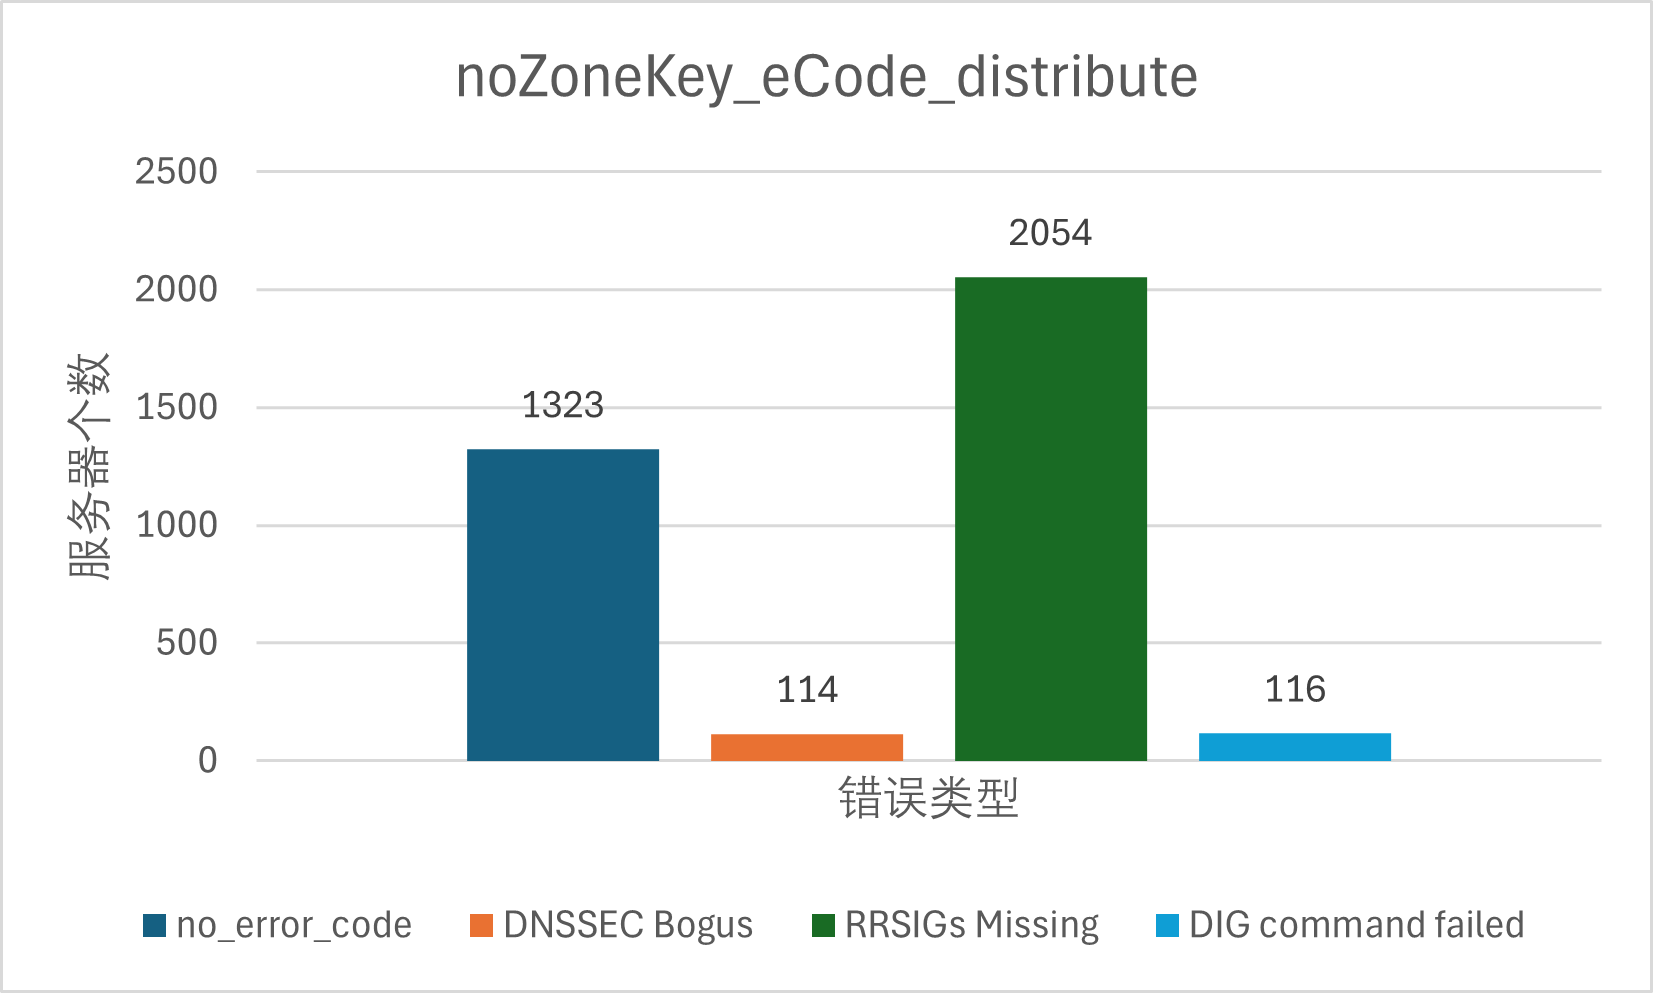 noZoneKey_eCode_distribute
2500
2000
1500
1000
500
0
服务器个数
1323
114
2054
116
错误类型
no_error_code DNSSEC Bogus RRSIGs Missing DIG command failed